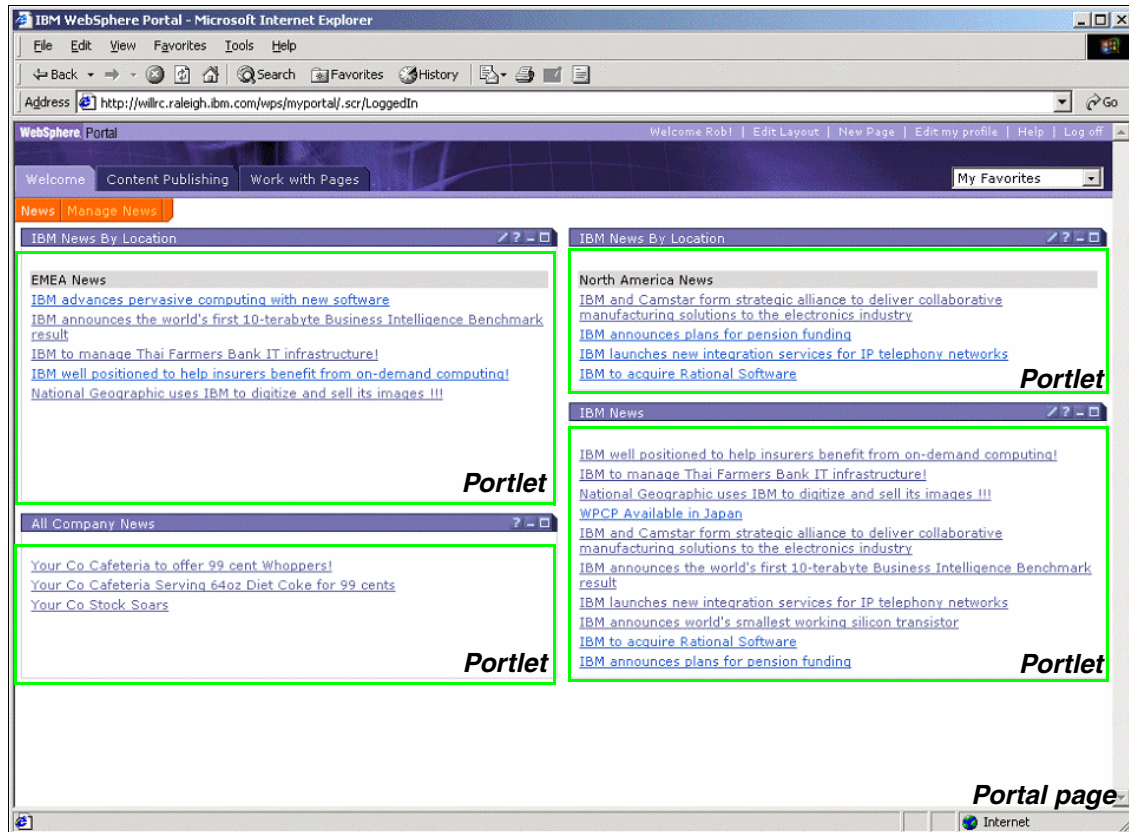 IBM WebSphere Portal - Microsoft Internet Explorer
File Edit View Favorites Tools Help
Back Search Favorites History
Address http://willrc.raleigh.ibm.com/wps/myportal/.scr/LoggedIn Go
WebSphere Portal Welcome Rob! | Edit Layout | New Page | Edit my profile | Help | Log off
Welcome Content Publishing Work with Pages My Favorites
News Manage News
IBM News By Location
EMEA News
IBM advances pervasive computing with new software
IBM announces the world's first 10-terabyte Business Intelligence Benchmark
result
IBM to manage Thai Farmers Bank IT infrastructure!
IBM well positioned to help insurers benefit from on-demand computing!
National Geographic uses IBM to digitize and sell its images !!!
Portlet
All Company News
Your Co Cafeteria to offer 99 cent Whoppers!
Your Co Cafeteria Serving 64oz Diet Coke for 99 cents
Your Co Stock Soars
Portlet
IBM News By Location
North America News
IBM and Camstar form strategic alliance to deliver collaborative
manufacturing solutions to the electronics industry
IBM announces plans for pension funding
IBM launches new integration services for IP telephony networks
IBM to acquire Rational Software
Portlet
IBM News
IBM well positioned to help insurers benefit from on-demand computing!
IBM to manage Thai Farmers Bank IT infrastructure!
National Geographic uses IBM to digitize and sell its images !!!
WPCP Available in Japan
IBM and Camstar form strategic alliance to deliver collaborative
manufacturing solutions to the electronics industry
IBM announces the world's first 10-terabyte Business Intelligence Benchmark
result
IBM launches new integration services for IP telephony networks
IBM announces world's smallest working silicon transistor
IBM to acquire Rational Software
IBM announces plans for pension funding
Portlet
Portal page
Internet